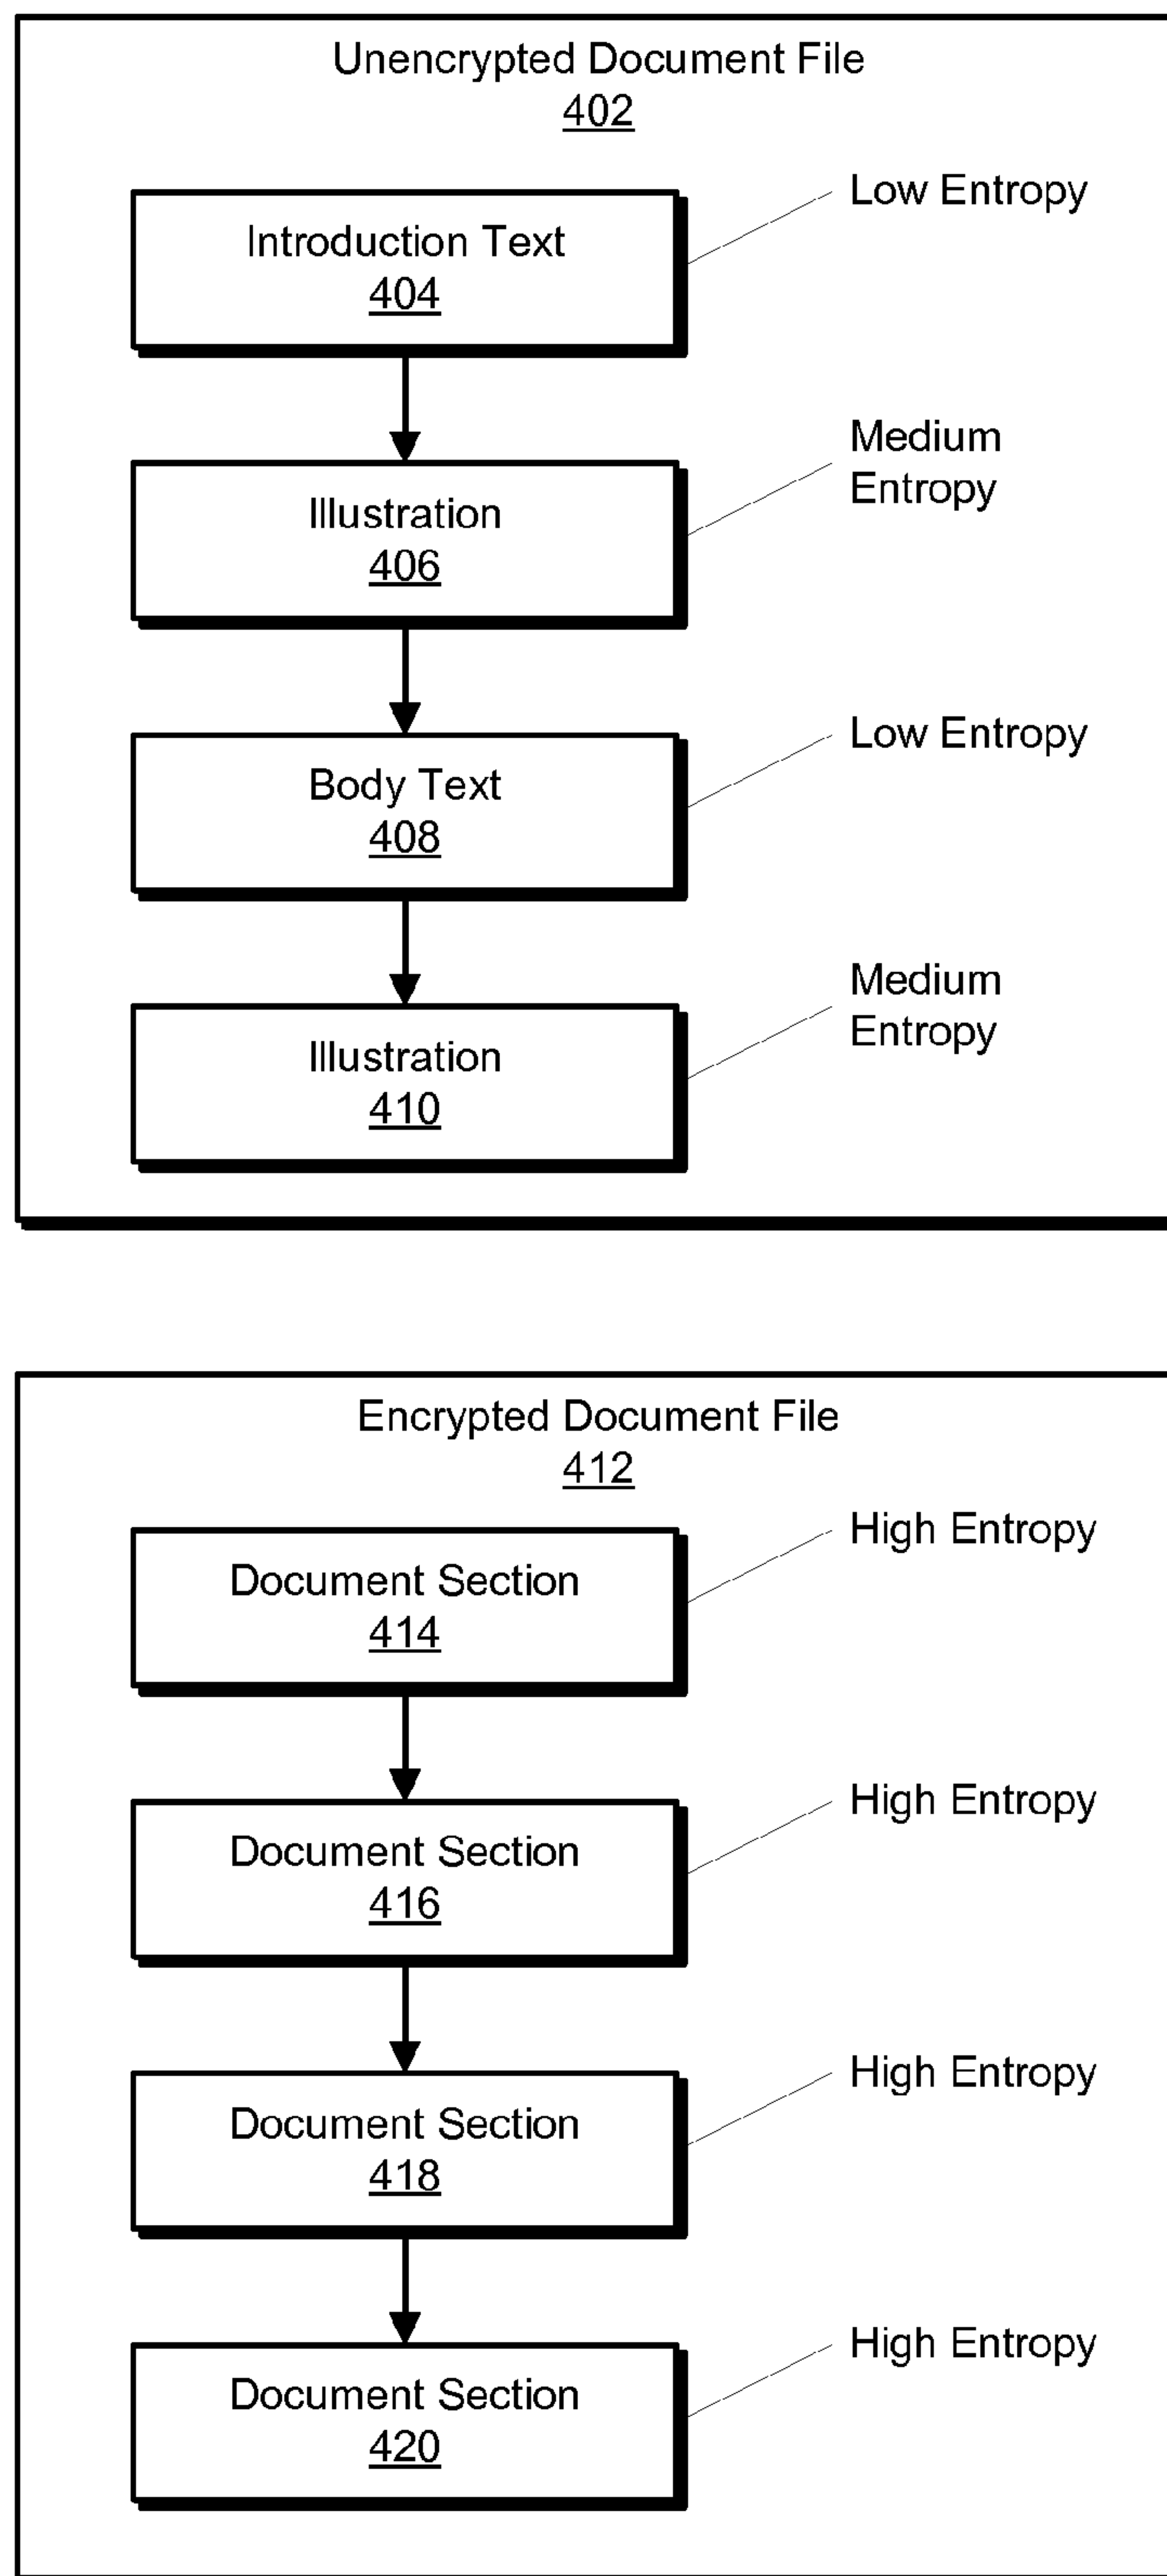 Unencrypted Document File
402
Introduction Text
404
Low Entropy
Illustration
406
Medium
Entropy
Body Text
408
Low Entropy
Illustration
410
Medium
Entropy
Encrypted Document File
412
Document Section
414
High Entropy
Document Section
416
High Entropy
Document Section
418
High Entropy
Document Section
420
High Entropy